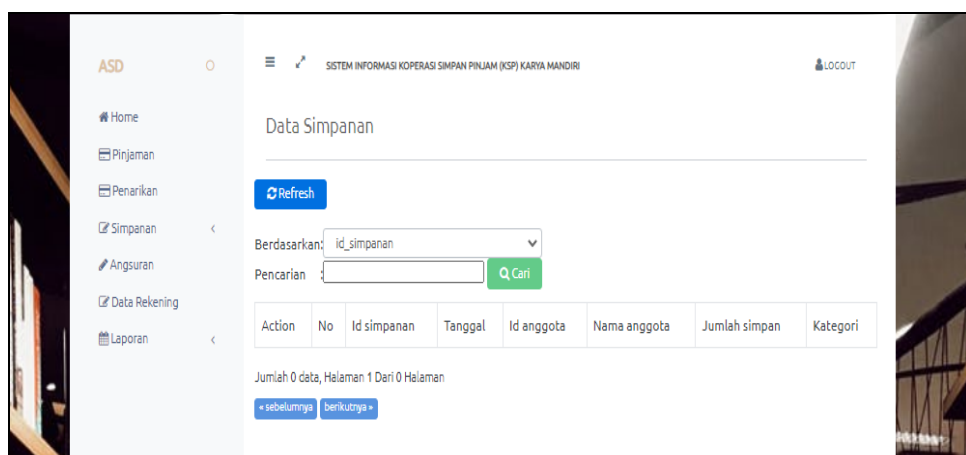 ASD
SISTEM INFORMASI KOPERASI SIMPAN PINJAM (KSP) KARYA MANDIRI
LOGOUT
Home
Pinjaman
Penarikan
Simpanan
Angsuran
Data Rekening
Laporan
Data Simpanan
Refresh
Berdasarkan: id_simpanan
Pencarian :
Cari
Action No Id simpanan Tanggal Id anggota Nama anggota Jumlah simpan Kategori
Jumlah 0 data, Halaman 1 Dari 0 Halaman
« sebelumnya berikutnya »